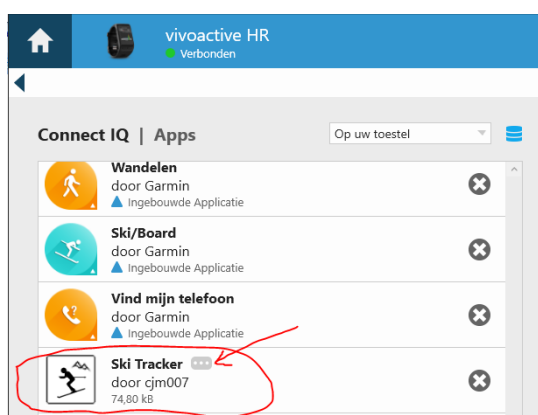 vivoactive HR
Verbonden
Connect IQ | Apps
Op uw toestel
Wandelen
door Garmin
Ingebouwde Applicatie
Ski/Board
door Garmin
Ingebouwde Applicatie
Vind mijn telefoon
door Garmin
Ingebouwde Applicatie
Ski Tracker
door cjm007
74,80 kB